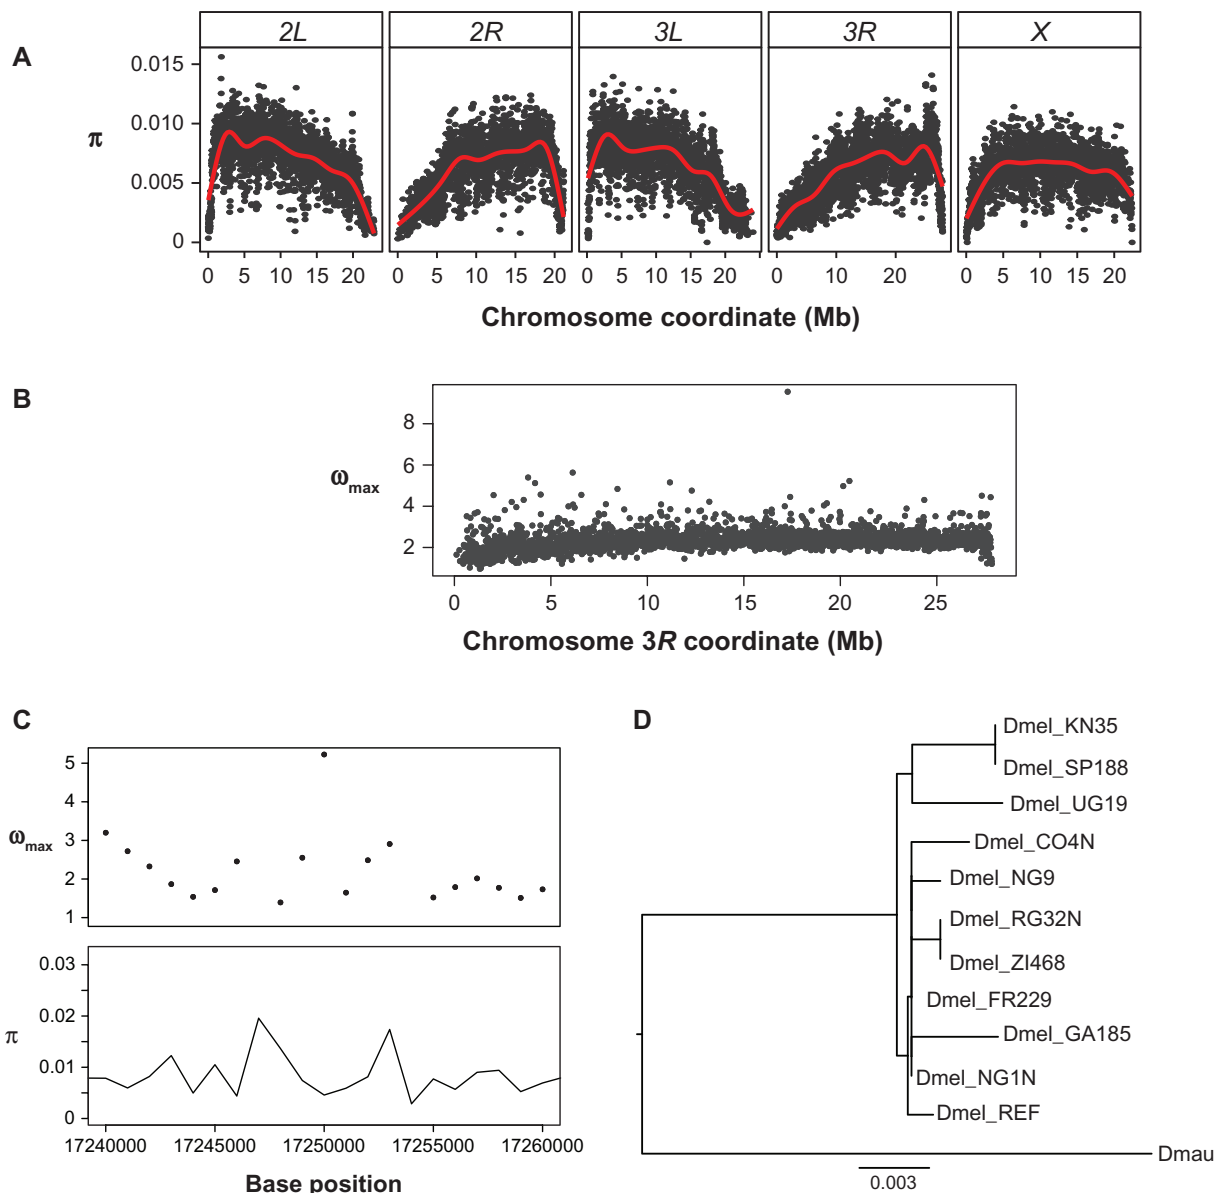 A
2L 2R 3L 3R X
0.015
0.010
0.005
0
π
0 5 10 15 20 0 5 10 15 20 0 5 10 15 20 0 10 20 0 5 10 15 20
Chromosome coordinate (Mb)
B
8
6
4
2
ωmax
0 5 10 15 20 25
Chromosome 3R coordinate (Mb)
C
5
4
3
2
1
ωmax
0.03
0.02
0.01
0
π
17240000 17245000 17250000 17255000 17260000
Base position
D
Dmel_KN35
Dmel_SP188
Dmel_UG19
Dmel_CO4N
Dmel_NG9
Dmel_RG32N
Dmel_ZI468
Dmel_FR229
Dmel_GA185
Dmel_NG1N
Dmel_REF
Dmau
0.003